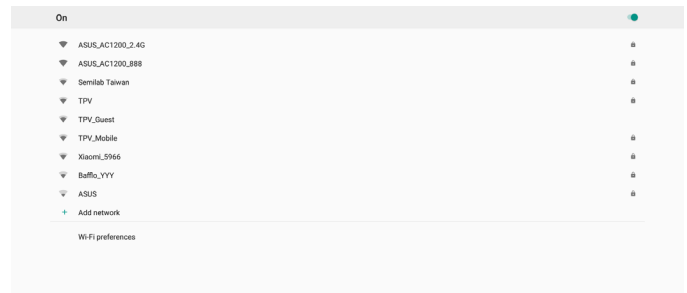 On
ASUS_AC1200_2.4G
ASUS_AC1200_888
Semilab Taiwan
TPV
TPV_Guest
TPV_Mobile
Xiaomi_5966
Bafflo_YYY
ASUS
+ Add network
Wi-Fi preferences